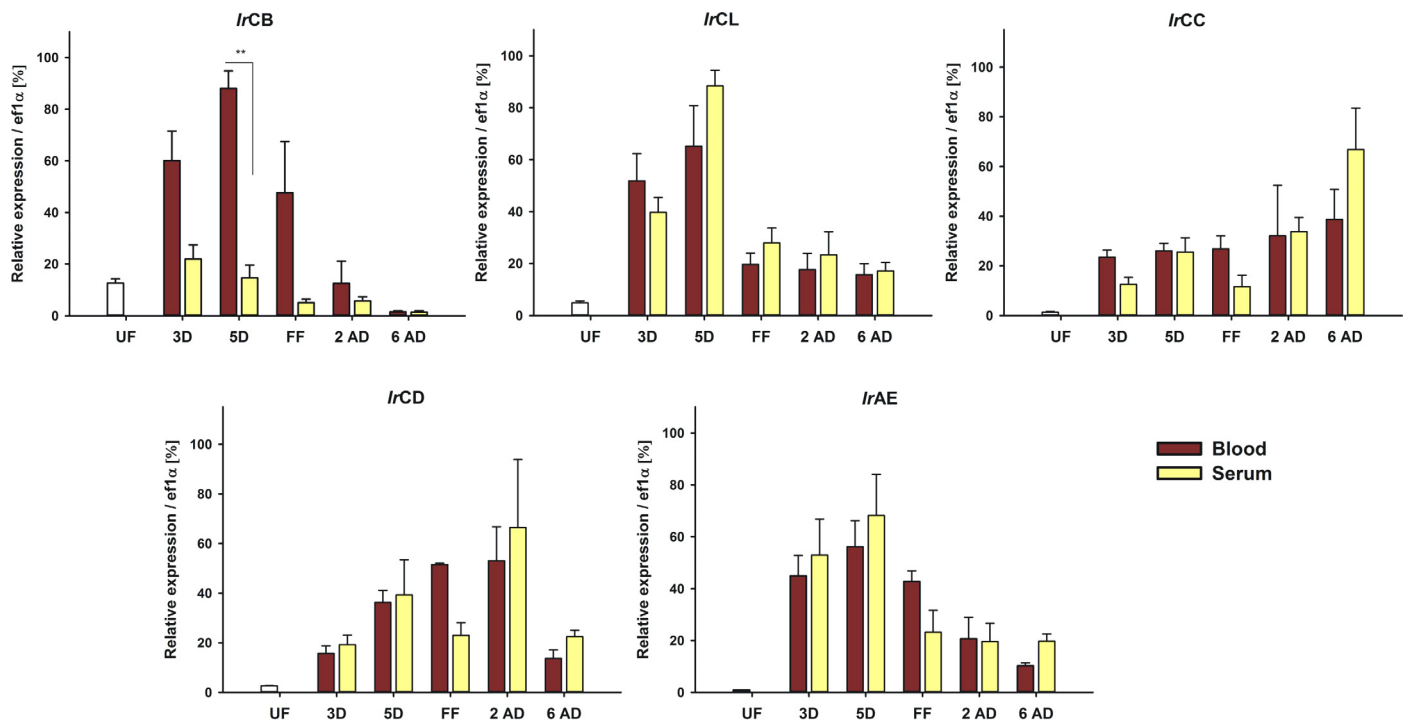 IrCB
Relative expression / ef1α [%]
100
80
60
40
20
0
**
UF 3D 5D FF 2 AD 6 AD
IrCL
Relative expression / ef1α [%]
100
80
60
40
20
0
UF 3D 5D FF 2 AD 6 AD
IrCC
Relative expression / ef1α [%]
100
80
60
40
20
0
UF 3D 5D FF 2 AD 6 AD
IrCD
Relative expression / ef1α [%]
100
80
60
40
20
0
UF 3D 5D FF 2 AD 6 AD
IrAE
Relative expression / ef1α [%]
100
80
60
40
20
0
UF 3D 5D FF 2 AD 6 AD
Blood
Serum